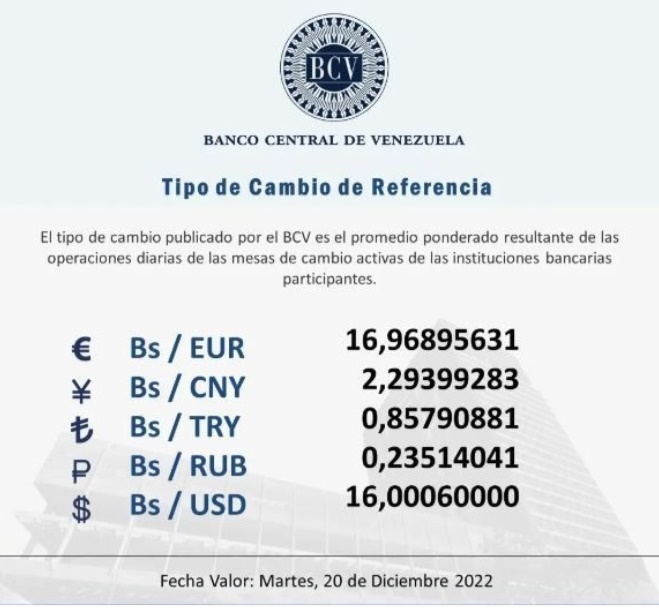 BCV
BANCO CENTRAL DE VENEZUELA
Tipo de Cambio de Referencia
El tipo de cambio publicado por el BCV es el promedio ponderado resultante de las
operaciones diarias de las mesas de cambio activas de las instituciones bancarias
participantes.
€ Bs / EUR 16,96895631
¥ Bs / CNY 2,29399283
₺ Bs / TRY 0,85790881
₽ Bs / RUB 0,23514041
$ Bs / USD 16,00060000
Fecha Valor: Martes, 20 de Diciembre 2022